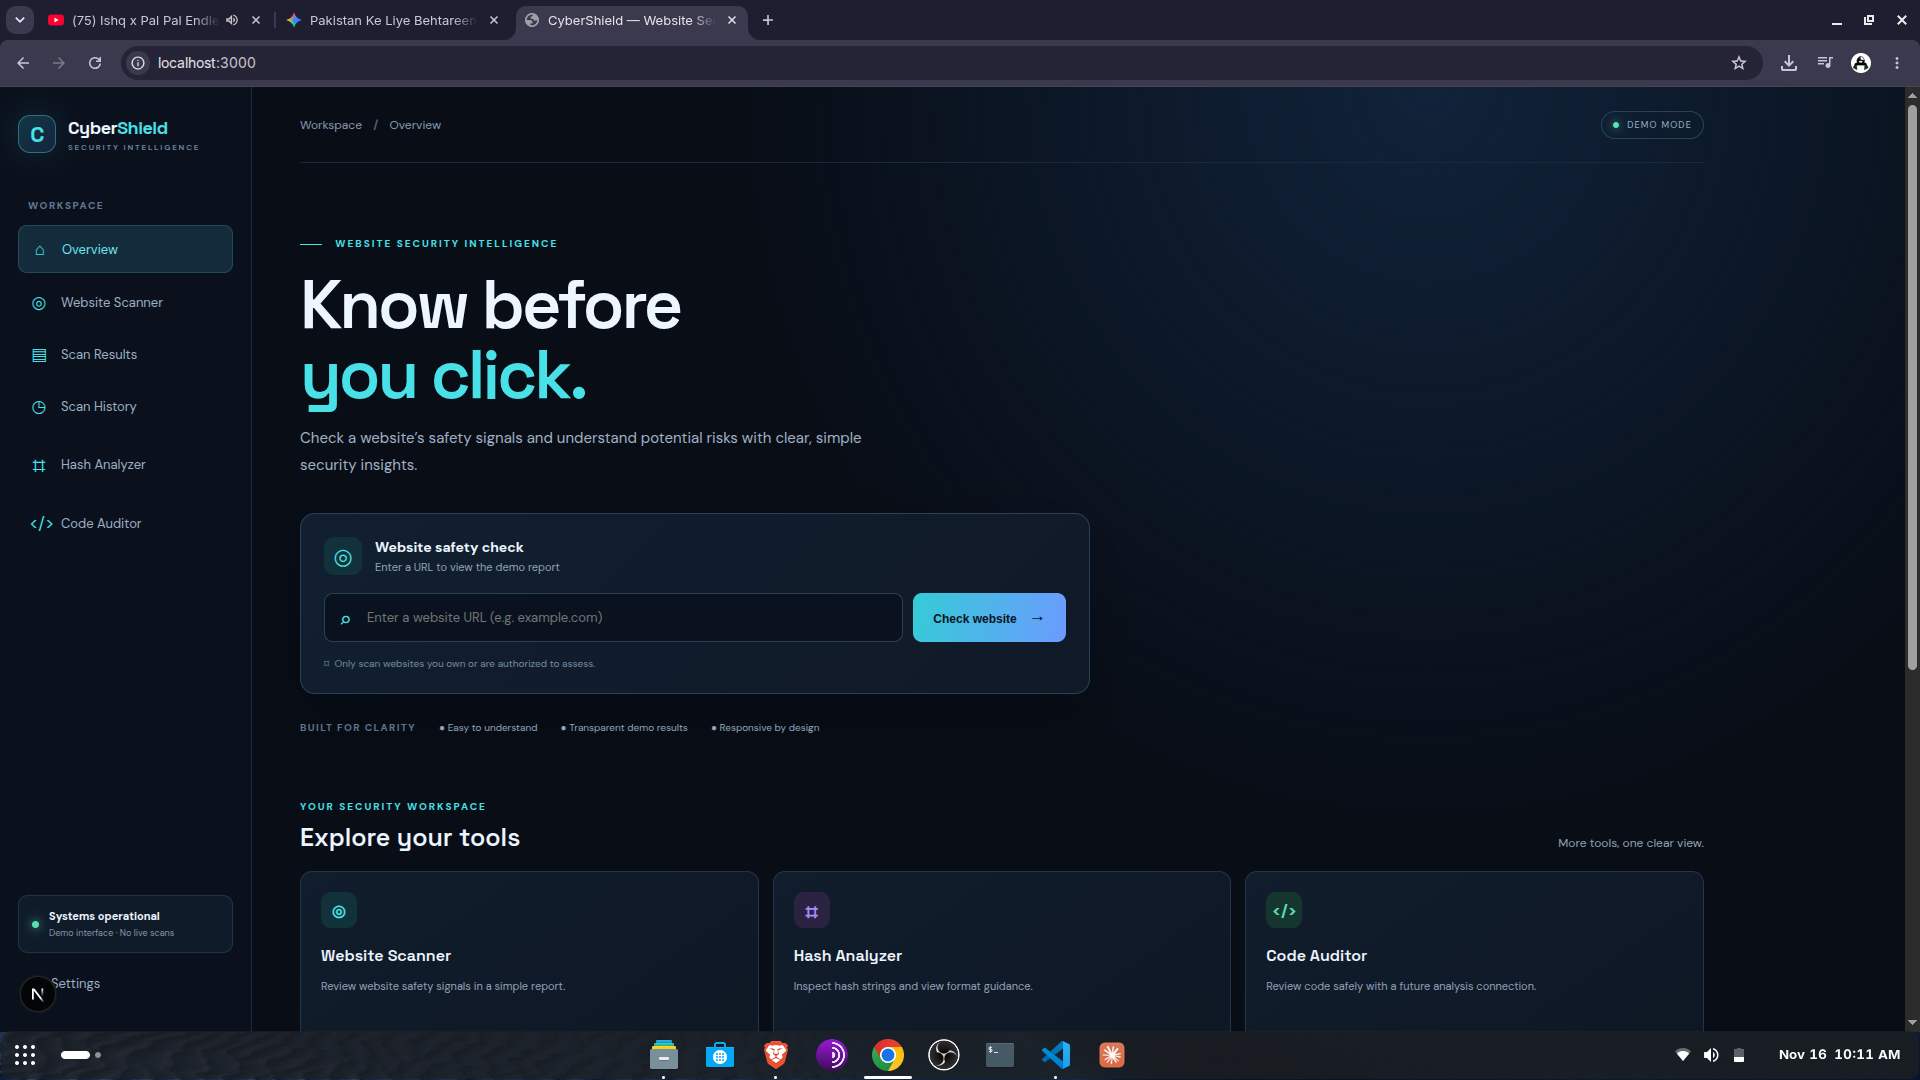 (75) Ishq x Pal Pal Endle
Pakistan Ke Liye Behtareen
CyberShield — Website Se
localhost:3000
C
CyberShield
SECURITY INTELLIGENCE
WORKSPACE
Overview
Website Scanner
Scan Results
Scan History
Hash Analyzer
</> Code Auditor
Systems operational
Demo interface · No live scans
N
Settings
Workspace / Overview
DEMO MODE
WEBSITE SECURITY INTELLIGENCE
Know before
you click.
Check a website’s safety signals and understand potential risks with clear, simple
security insights.
Website safety check
Enter a URL to view the demo report
Enter a website URL (e.g. example.com)
Check website →
Only scan websites you own or are authorized to assess.
BUILT FOR CLARITY ● Easy to understand ● Transparent demo results ● Responsive by design
YOUR SECURITY WORKSPACE
Explore your tools
More tools, one clear view.
Website Scanner
Review website safety signals in a simple report.
Hash Analyzer
Inspect hash strings and view format guidance.
</>
Code Auditor
Review code safely with a future analysis connection.
$-
Nov 16 10:11 AM